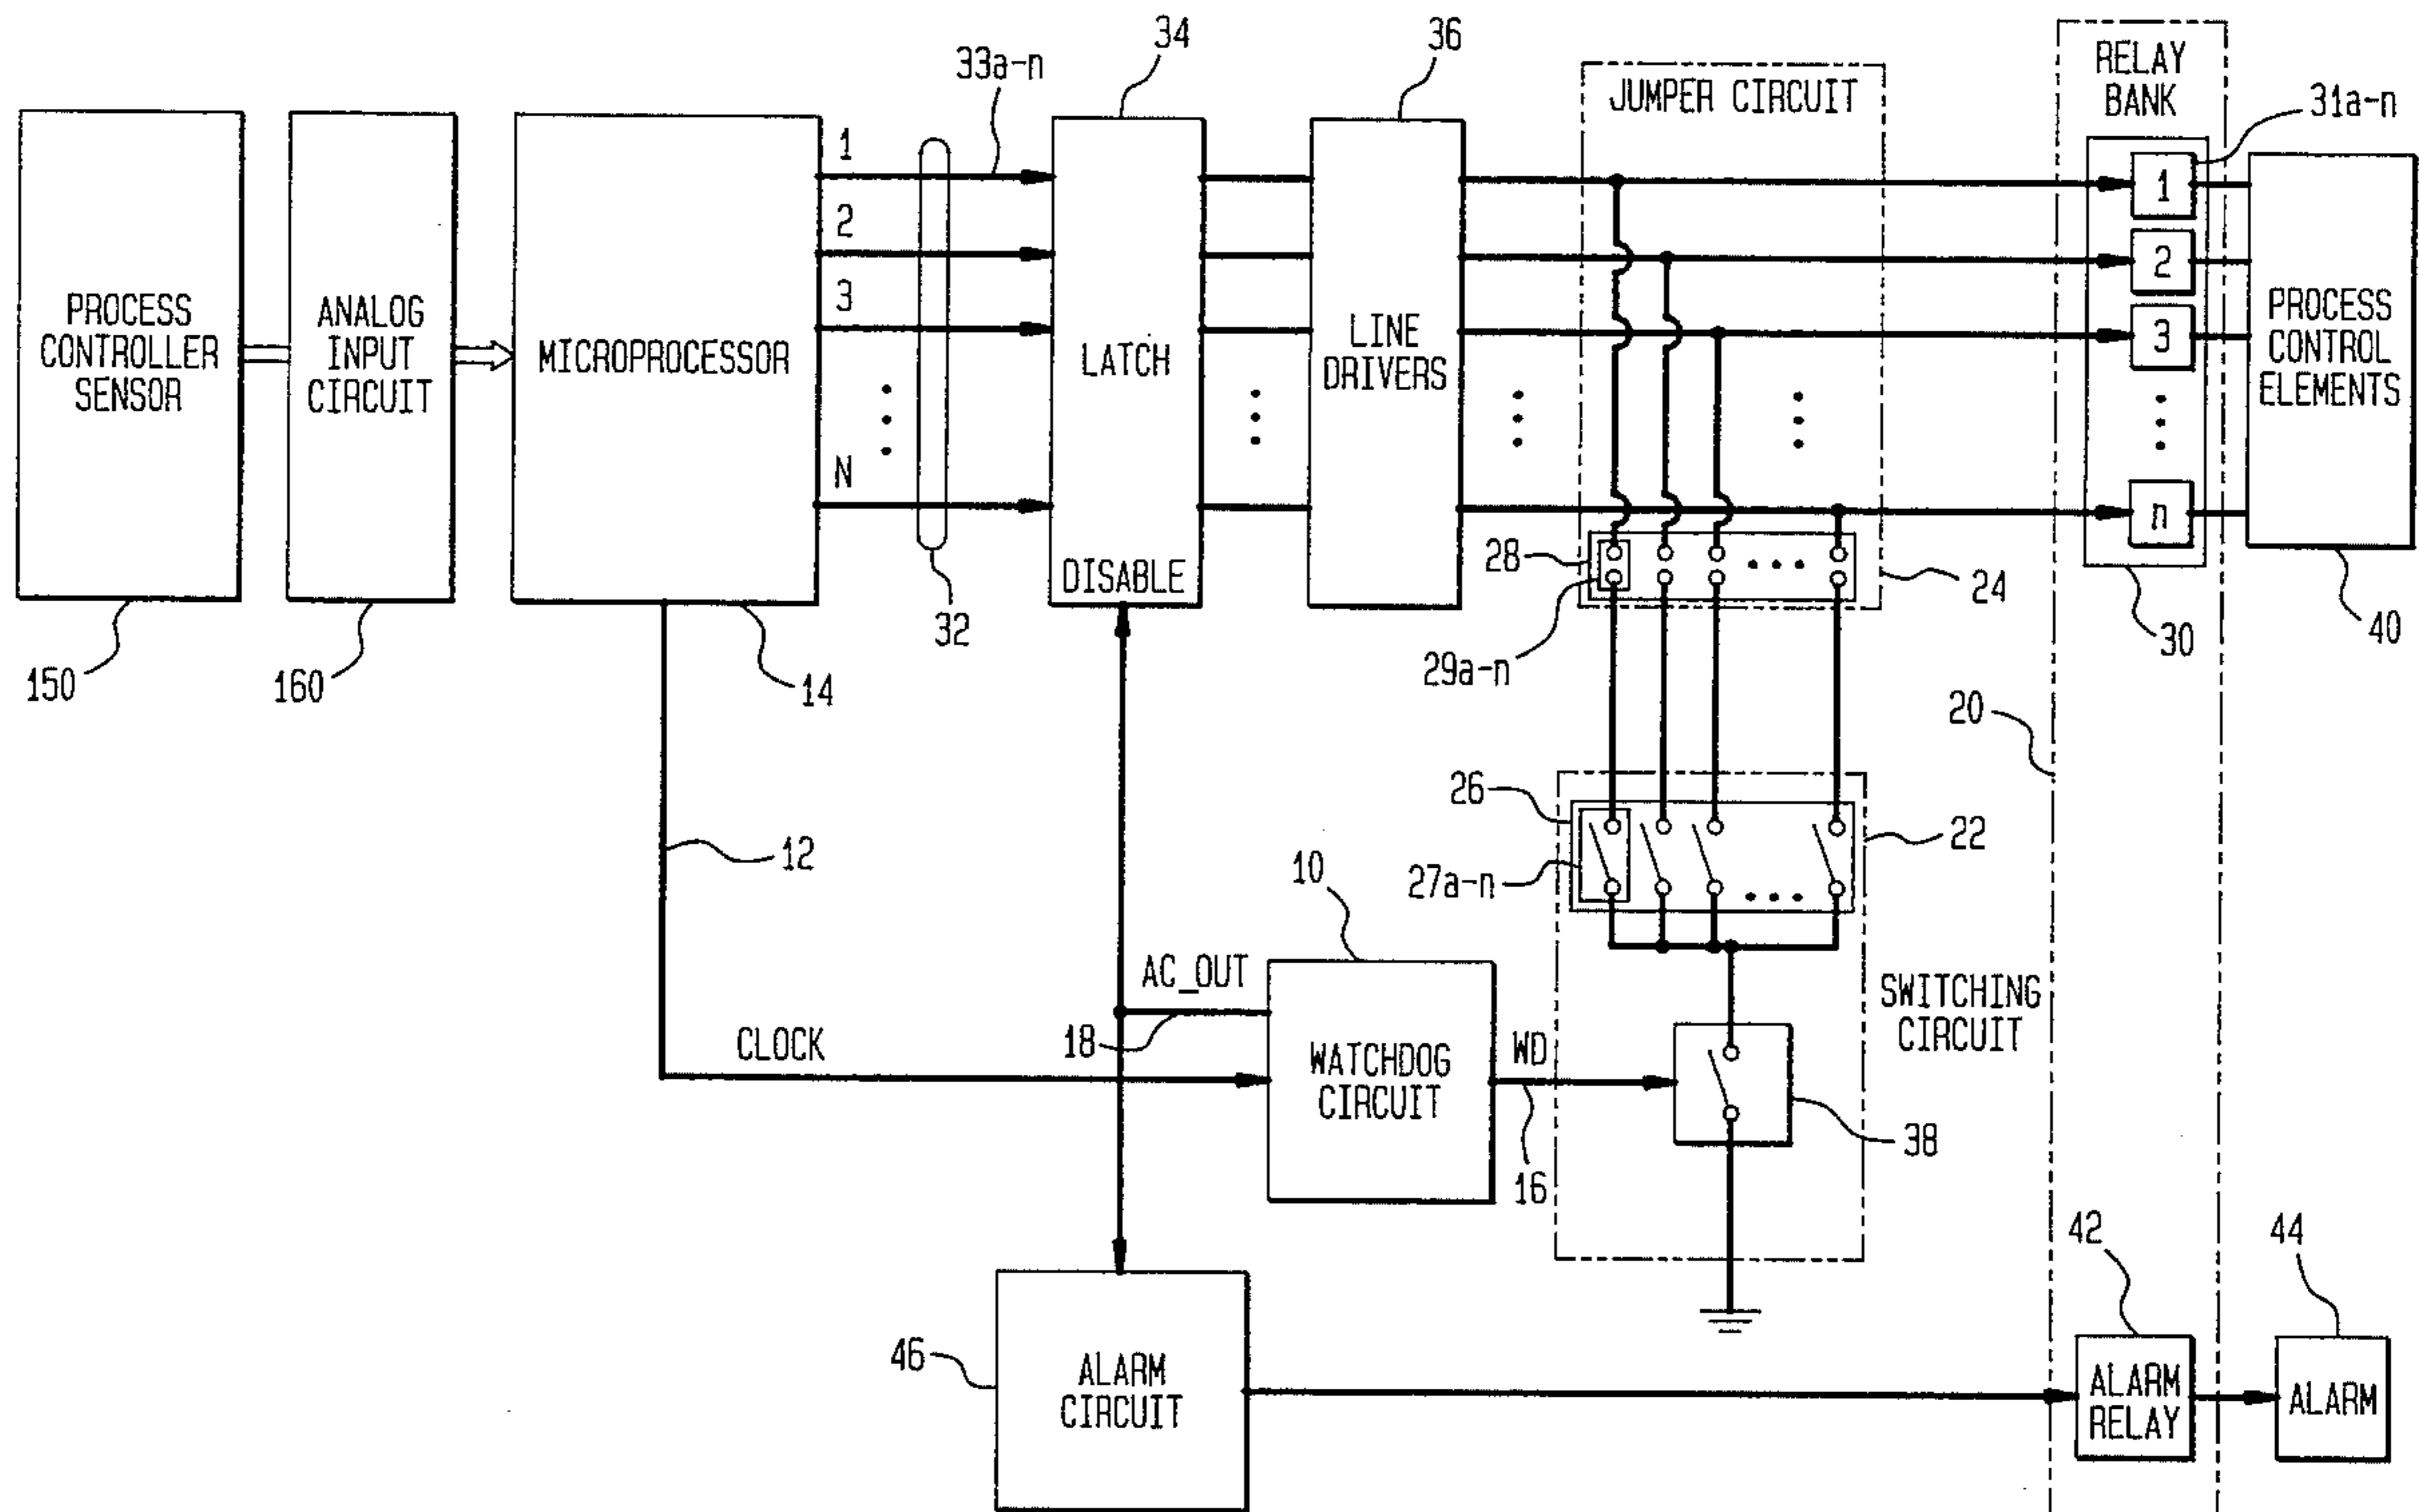 33a-n
34
36
JUMPER CIRCUIT
RELAY
BANK
31a-n
PROCESS
CONTROLLER
SENSOR
ANALOG
INPUT
CIRCUIT
MICROPROCESSOR
1
2
3
N
LATCH
DISABLE
LINE
DRIVERS
1
2
3
n
PROCESS
CONTROL
ELEMENTS
150
160
14
32
28
29a-n
24
30
40
20
12
26
27a-n
22
10
AC_OUT
18
CLOCK
WATCHDOG
CIRCUIT
WD
16
SWITCHING
CIRCUIT
38
46
ALARM
CIRCUIT
42
44
ALARM
RELAY
ALARM